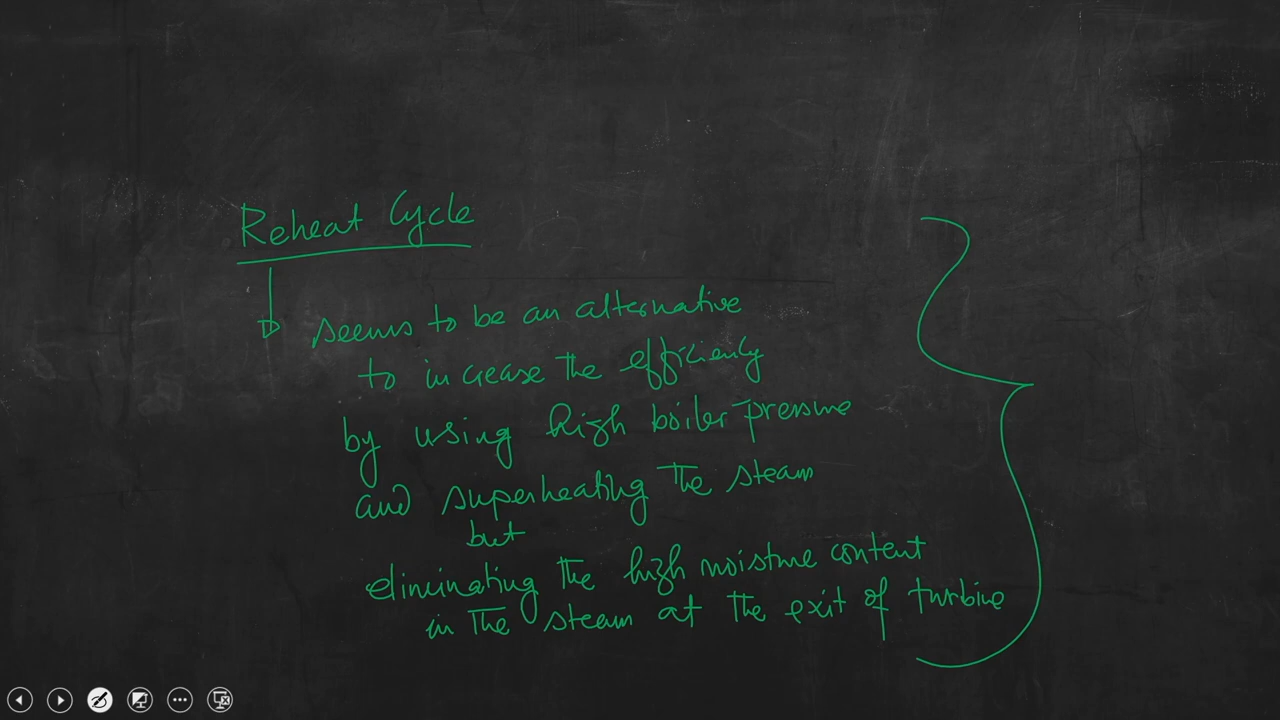 Reheat Cycle
seems to be an alternative
to increase the efficiency
by using high boiler pressure
and superheating the steam
but
eliminating the high moisture content
in the steam at the exit of turbine